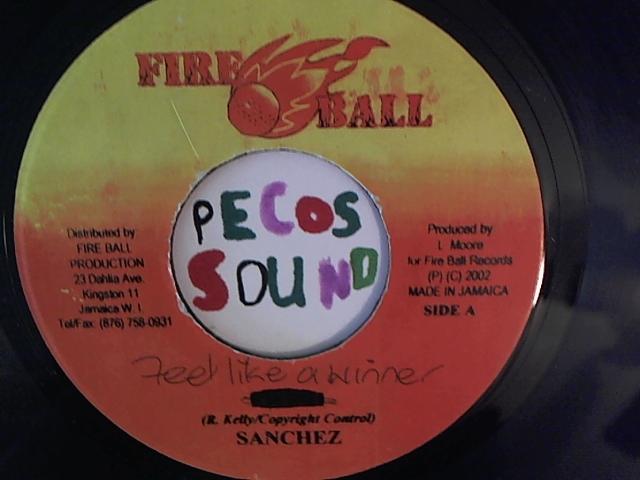 FIRE
BALL
PECOS
SOUND
Distributed by
FIRE BALL
PRODUCTION
23 Dahlia Ave.
Kingston 11
Jamaica W. I.
Tel/Fax: (876) 758-0931
Produced by
L Moore
for Fire Ball Records
(P) (C) 2002
MADE IN JAMAICA
SIDE A
Feel like a winner
(R. Kelly/Copyright Control)
SANCHEZ